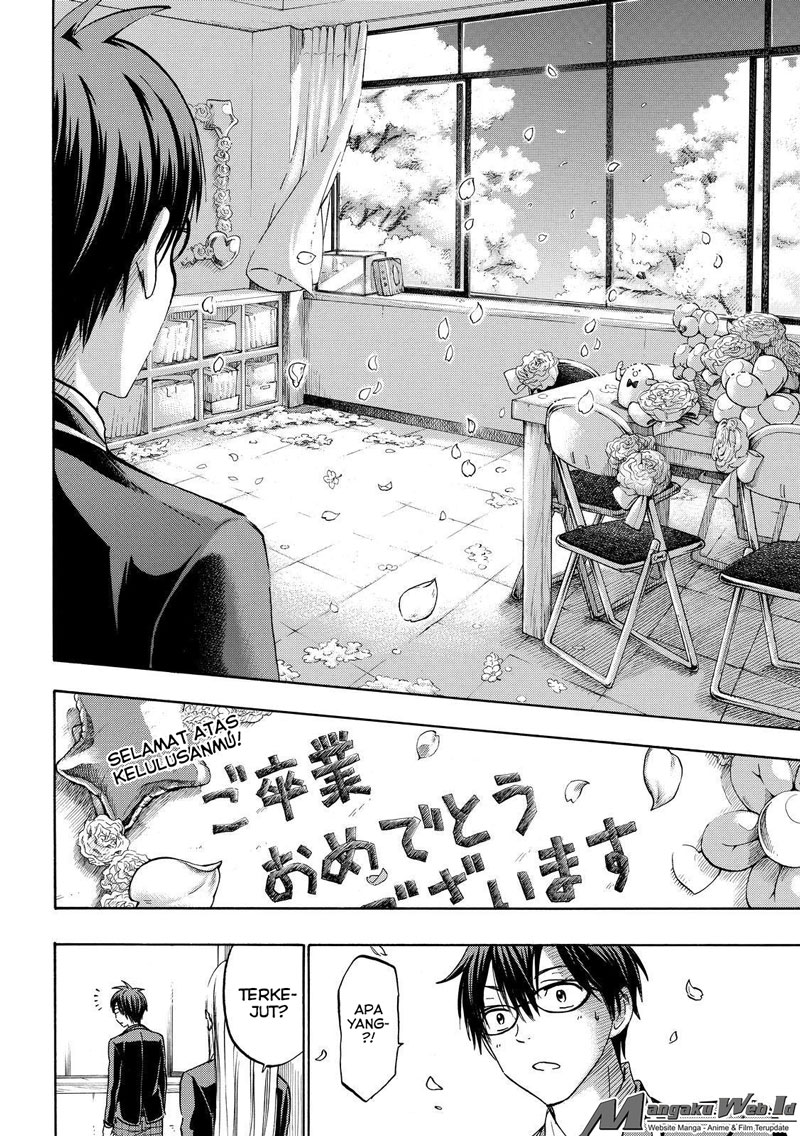 SELAMAT ATAS
KELULUSANMU!
ご卒業
おめでとう
ございます
APA
YANG-
?!
TERKE-
JUT?
Mangaku.Web.Id
Website Manga - Anime & Film Terupdate